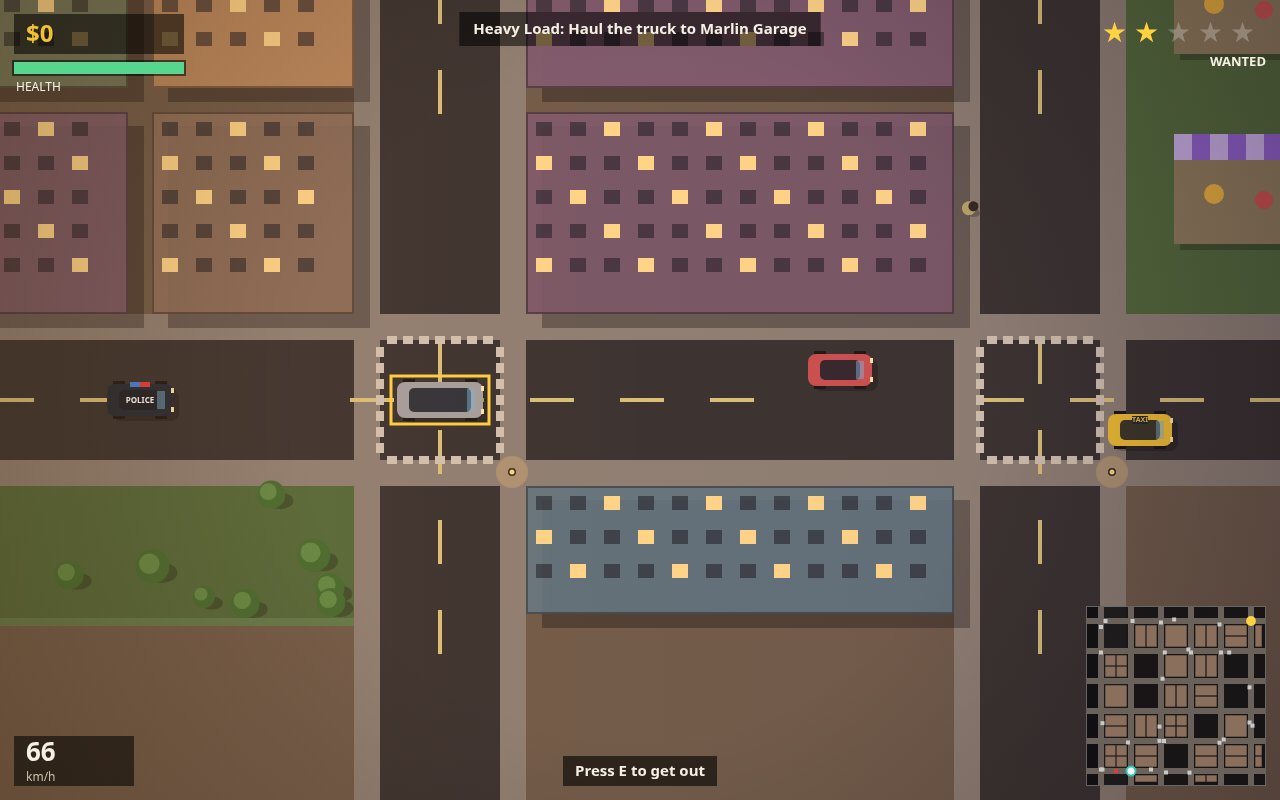 $0
Heavy Load: Haul the truck to Marlin Garage
WANTED
HEALTH
POLICE
TAXI
66
km/h
Press E to get out